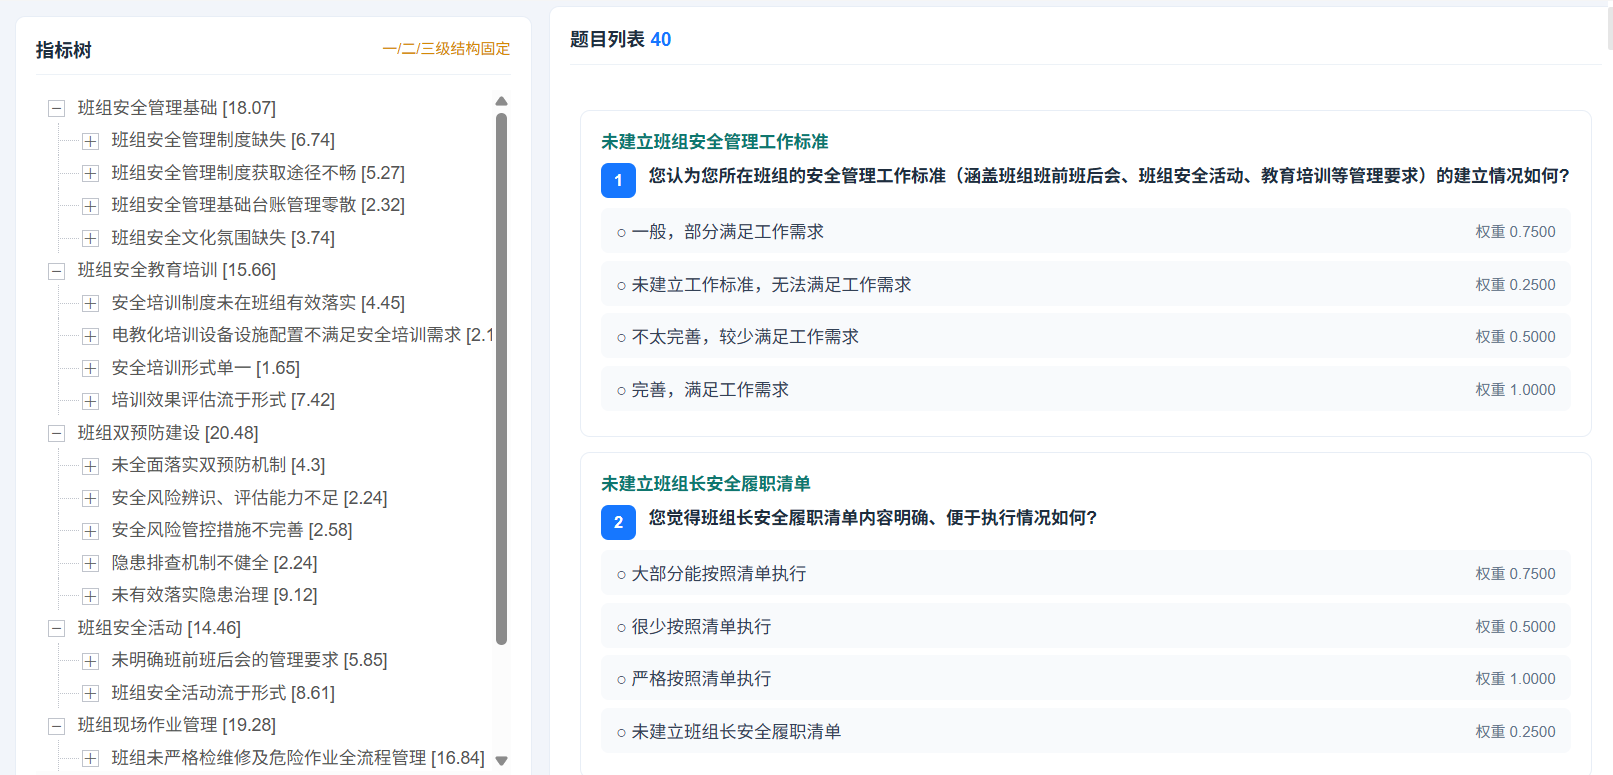 指标树
一/二/三级结构固定
班组安全管理基础 [18.07]
班组安全管理制度缺失 [6.74]
班组安全管理制度获取途径不畅 [5.27]
班组安全管理基础台账管理零散 [2.32]
班组安全文化氛围缺失 [3.74]
班组安全教育培训 [15.66]
安全培训制度未在班组有效落实 [4.45]
电教化培训设备设施配置不满足安全培训需求 [2.1
安全培训形式单一 [1.65]
培训效果评估流于形式 [7.42]
班组双预防建设 [20.48]
未全面落实双预防机制 [4.3]
安全风险辨识、评估能力不足 [2.24]
安全风险管控措施不完善 [2.58]
隐患排查机制不健全 [2.24]
未有效落实隐患治理 [9.12]
班组安全活动 [14.46]
未明确班前班后会的管理要求 [5.85]
班组安全活动流于形式 [8.61]
班组现场作业管理 [19.28]
班组未严格检维修及危险作业全流程管理 [16.84]
题目列表 40
未建立班组安全管理工作标准
1 您认为您所在班组的安全管理工作标准（涵盖班组班前班后会、班组安全活动、教育培训等管理要求）的建立情况如何?
○ 一般，部分满足工作需求 权重 0.7500
○ 未建立工作标准，无法满足工作需求 权重 0.2500
○ 不太完善，较少满足工作需求 权重 0.5000
○ 完善，满足工作需求 权重 1.0000
未建立班组长安全履职清单
2 您觉得班组长安全履职清单内容明确、便于执行情况如何?
○ 大部分能按照清单执行 权重 0.7500
○ 很少按照清单执行 权重 0.5000
○ 严格按照清单执行 权重 1.0000
○ 未建立班组长安全履职清单 权重 0.2500